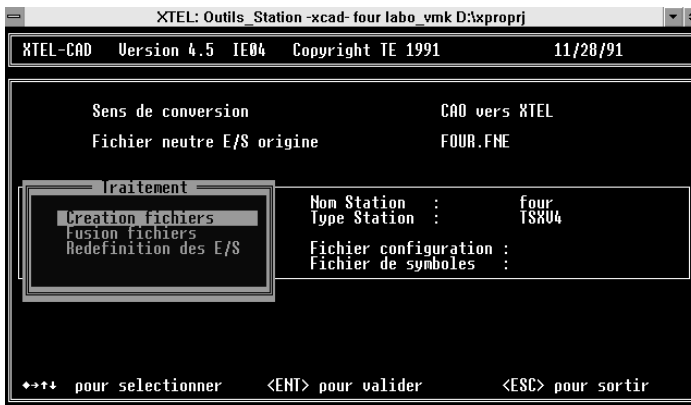 XTEL: Outils_Station -xcad- four labo_vmk D:\xproprj
XTEL-CAD Version 4.5 IE04 Copyright TE 1991 11/28/91
Sens de conversion CAO vers XTEL
Fichier neutre E/S origine FOUR.FNE
Traitement
Creation fichiers
Fusion fichiers
Redefinition des E/S
Nom Station : four
Type Station : TSXV4
Fichier configuration :
Fichier de symboles :
←→↑↓ pour selectionner <ENT> pour valider <ESC> pour sortir